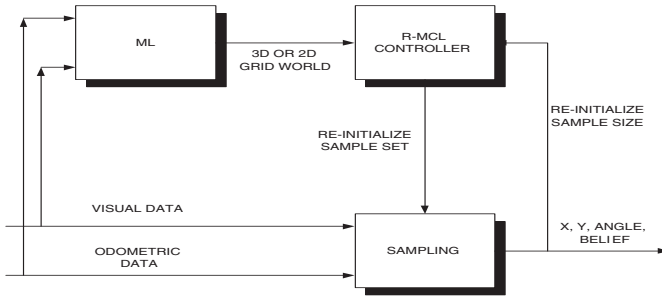 ML
R-MCL
CONTROLLER
3D OR 2D
GRID WORLD
RE-INITIALIZE
SAMPLE SIZE
RE-INITIALIZE
SAMPLE SET
VISUAL DATA
X, Y, ANGLE,
BELIEF
ODOMETRIC
DATA
SAMPLING